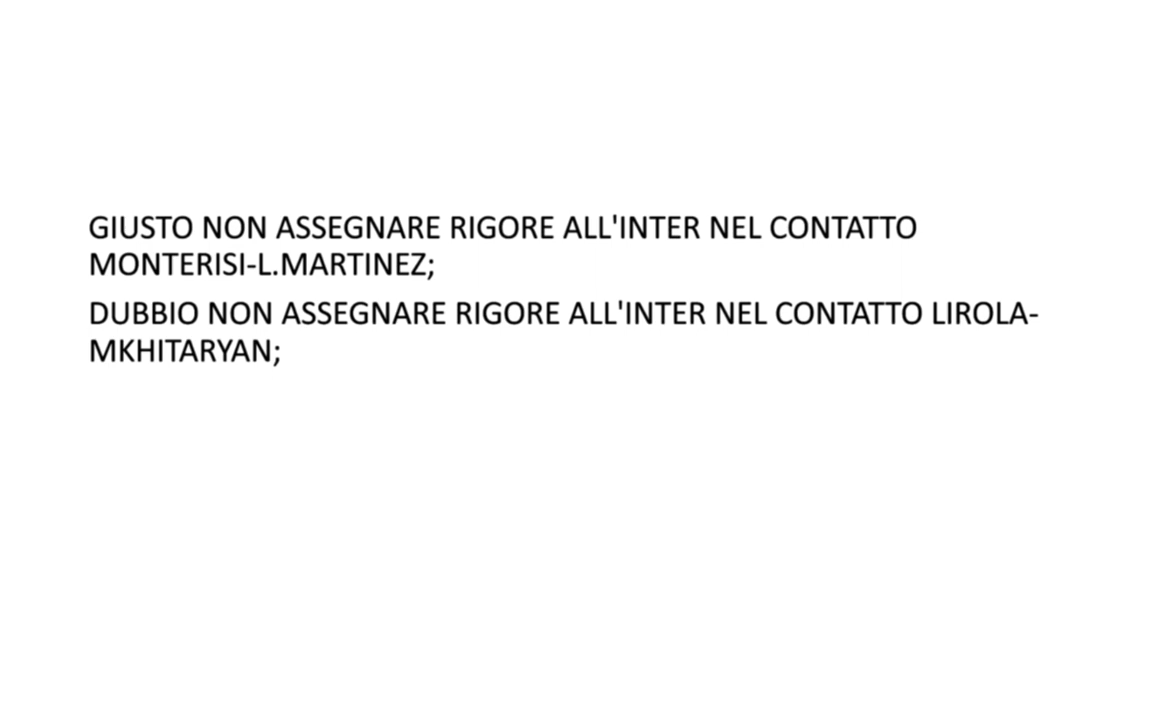 GIUSTO NON ASSEGNARE RIGORE ALL'INTER NEL CONTATTO
MONTERISI-L.MARTINEZ;
DUBBIO NON ASSEGNARE RIGORE ALL'INTER NEL CONTATTO LIROLA-
MKHITARYAN;